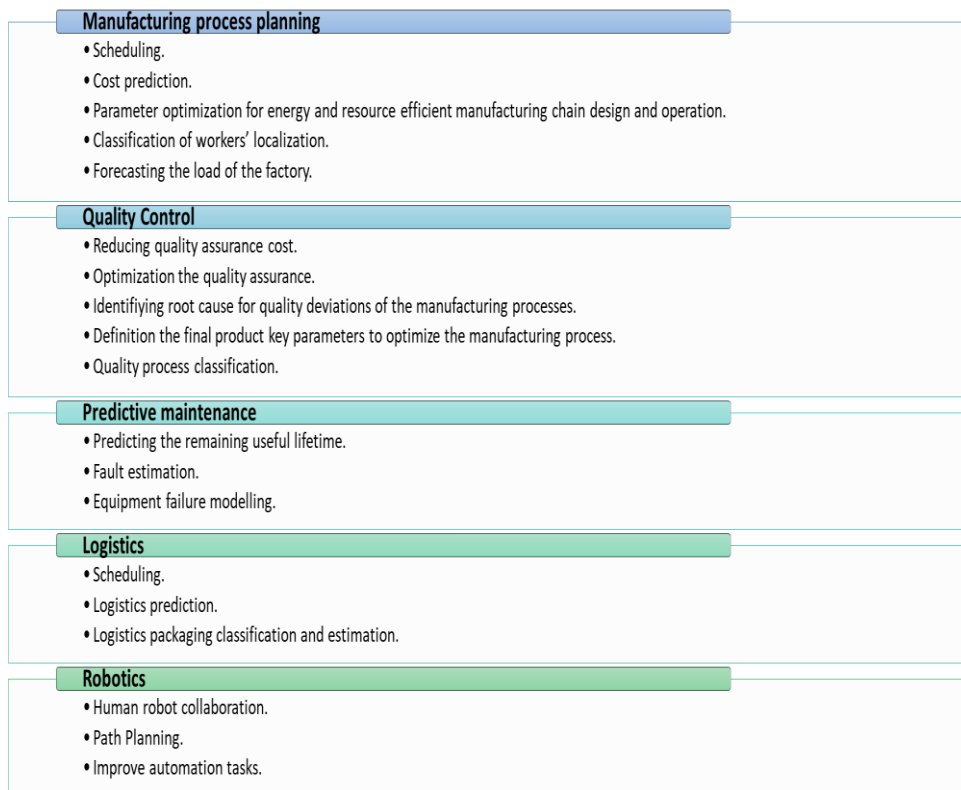 Manufacturing process planning
• Scheduling.
• Cost prediction.
• Parameter optimization for energy and resource efficient manufacturing chain design and operation.
• Classification of workers’ localization.
• Forecasting the load of the factory.
Quality Control
• Reducing quality assurance cost.
• Optimization the quality assurance.
• Identifiying root cause for quality deviations of the manufacturing processes.
• Definition the final product key parameters to optimize the manufacturing process.
• Quality process classification.
Predictive maintenance
• Predicting the remaining useful lifetime.
• Fault estimation.
• Equipment failure modelling.
Logistics
• Scheduling.
• Logistics prediction.
• Logistics packaging classification and estimation.
Robotics
• Human robot collaboration.
• Path Planning.
• Improve automation tasks.